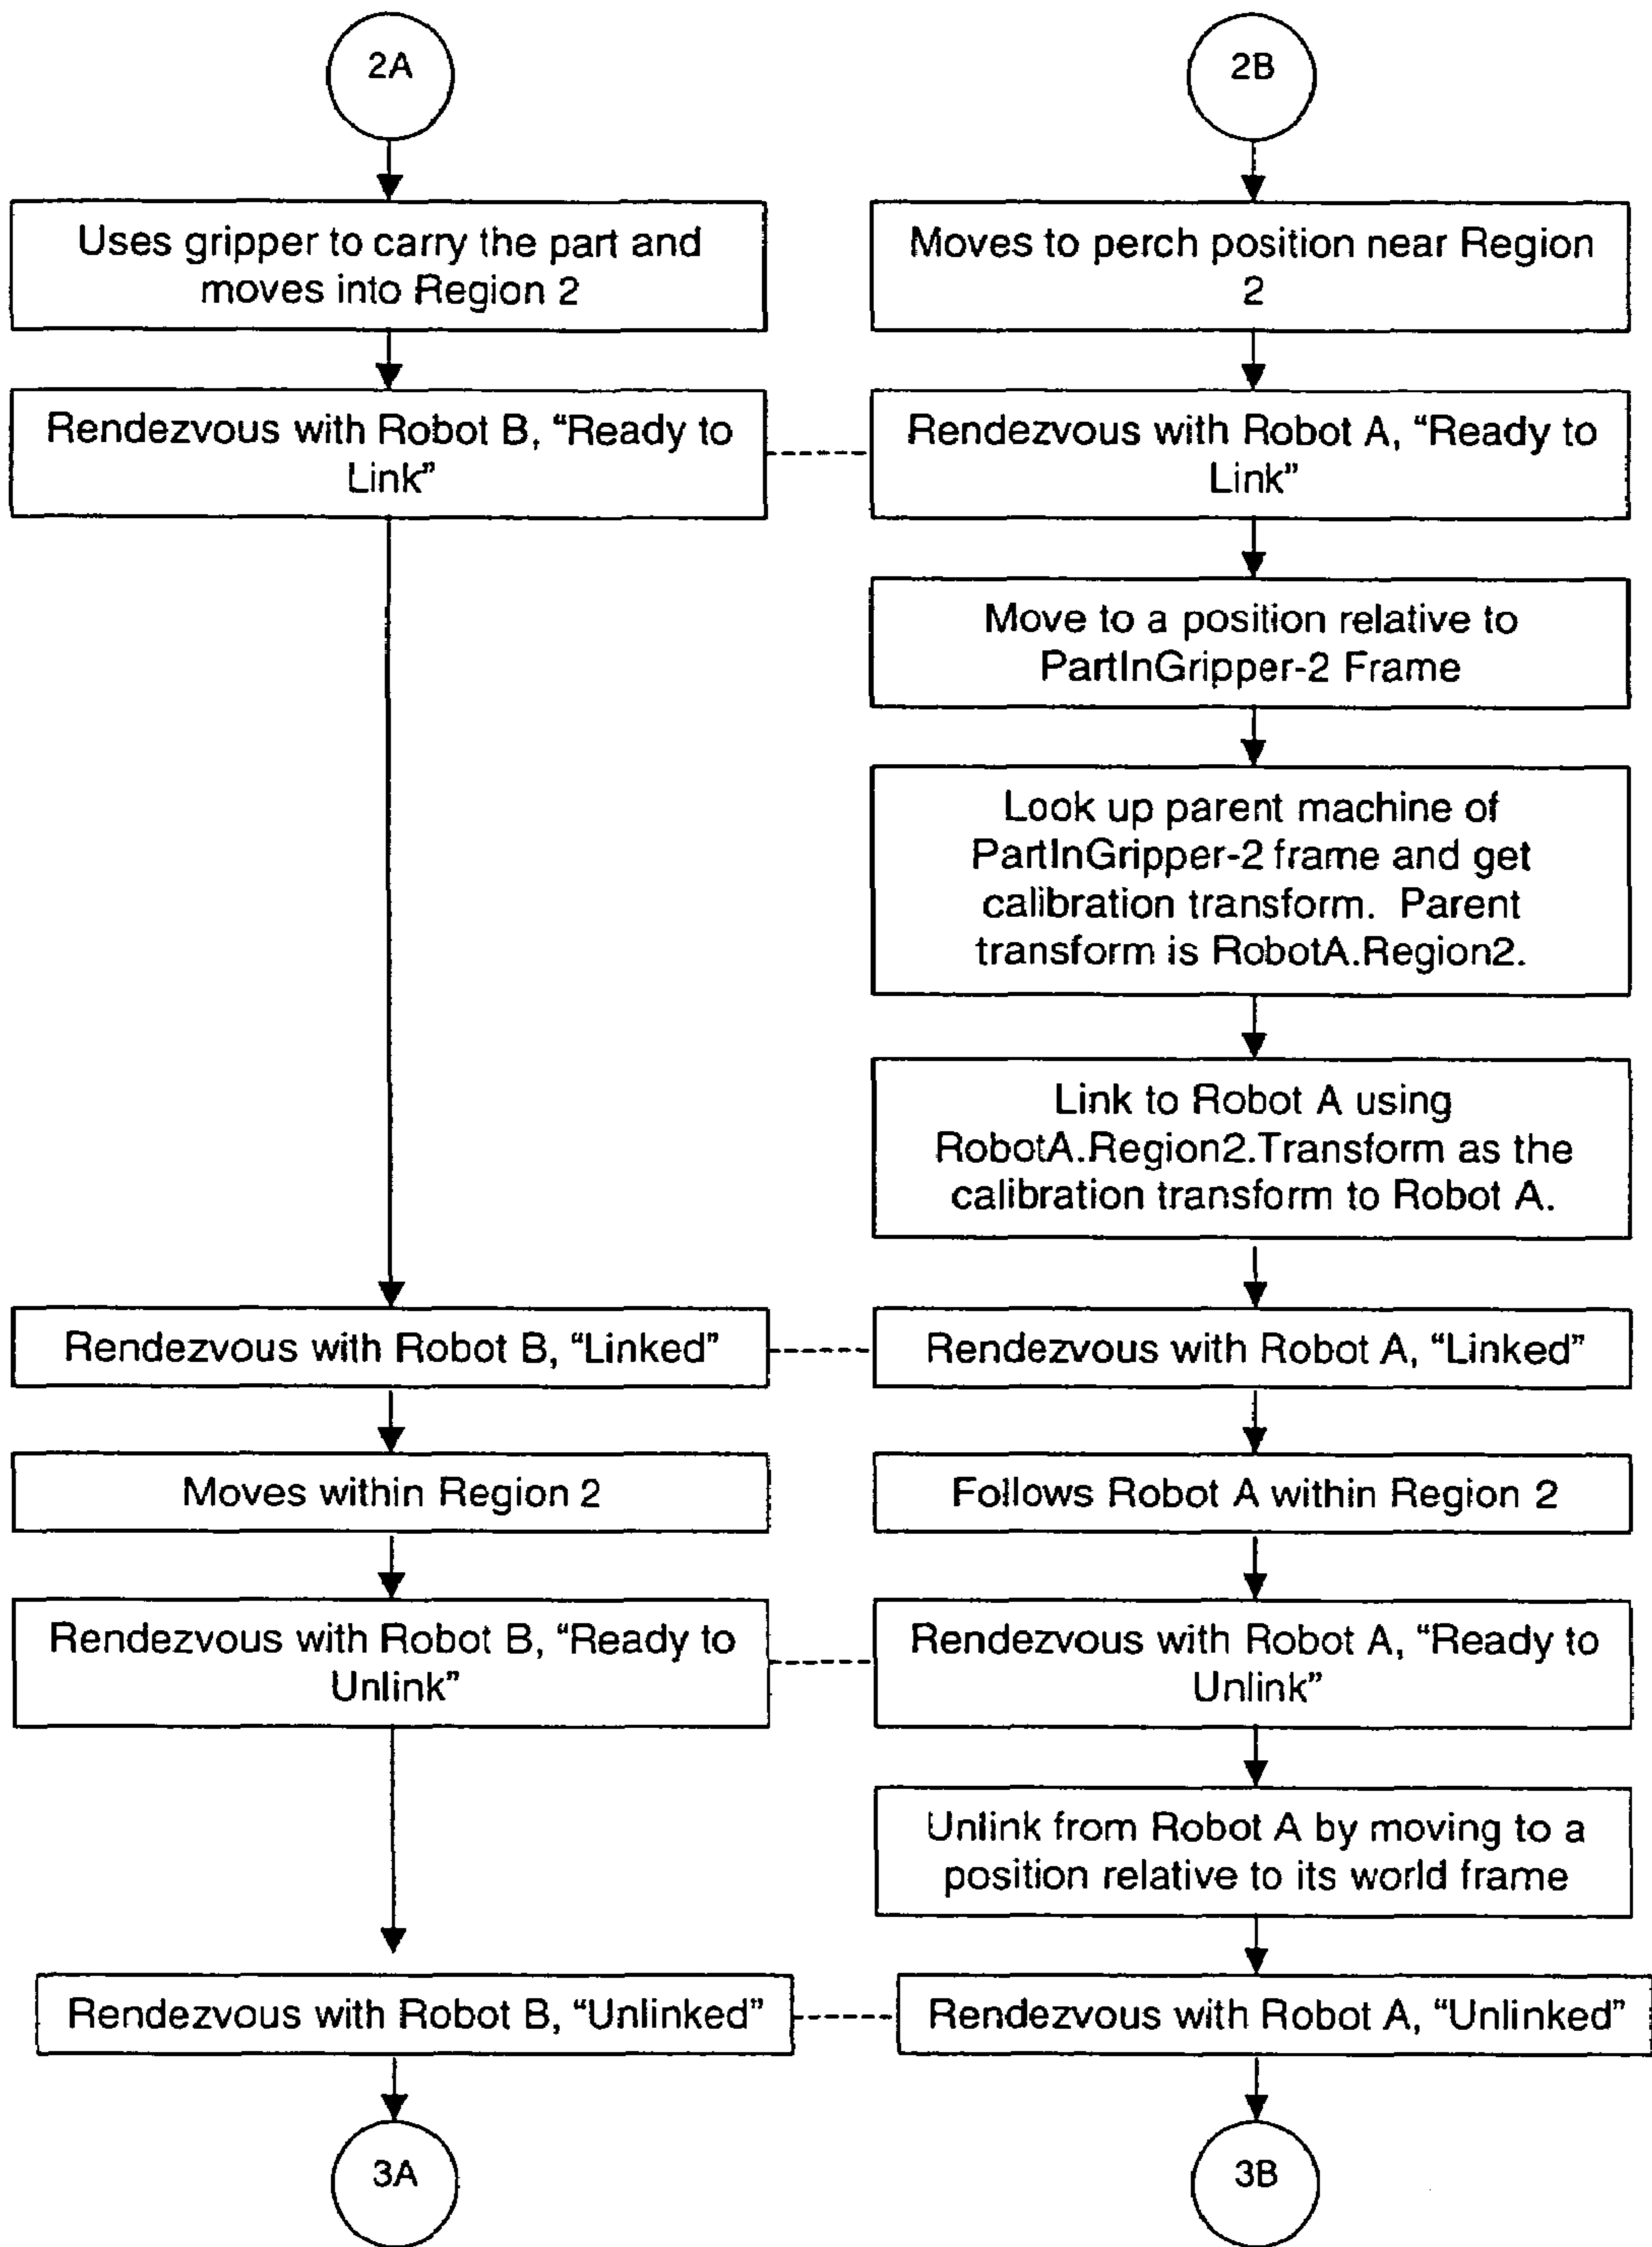 2A
2B
Uses gripper to carry the part and
moves into Region 2
Moves to perch position near Region
2
Rendezvous with Robot B, “Ready to
Link”
Rendezvous with Robot A, “Ready to
Link”
Move to a position relative to
PartInGripper-2 Frame
Look up parent machine of
PartInGripper-2 frame and get
calibration transform. Parent
transform is RobotA.Region2.
Link to Robot A using
RobotA.Region2.Transform as the
calibration transform to Robot A.
Rendezvous with Robot B, “Linked”
Rendezvous with Robot A, “Linked”
Moves within Region 2
Follows Robot A within Region 2
Rendezvous with Robot B, “Ready to
Unlink”
Rendezvous with Robot A, “Ready to
Unlink”
Unlink from Robot A by moving to a
position relative to its world frame
Rendezvous with Robot B, “Unlinked”
Rendezvous with Robot A, “Unlinked”
3A
3B